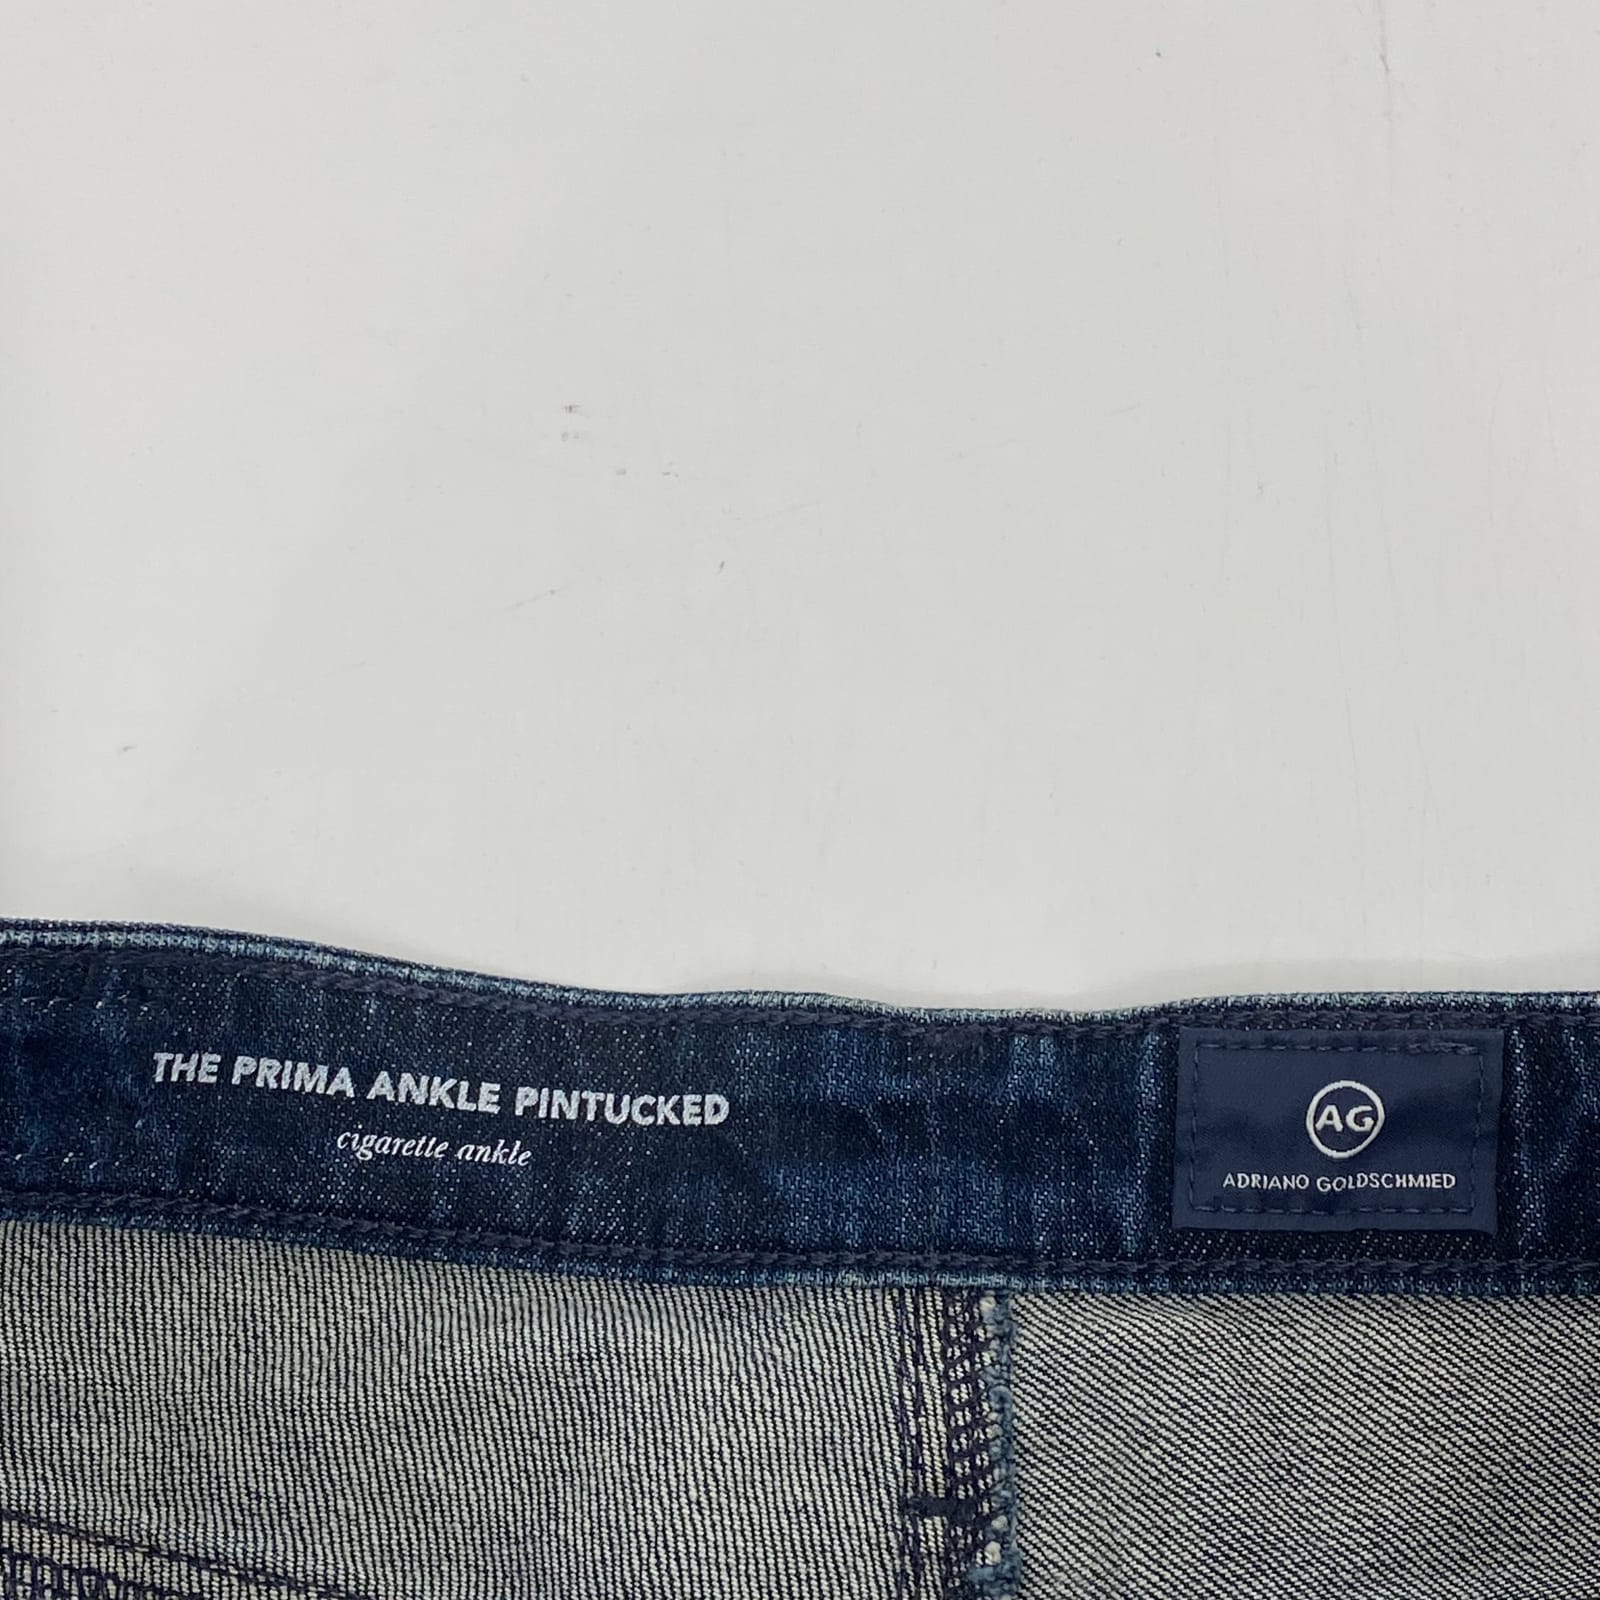 THE PRIMA ANKLE PINTUCKED
cigarette ankle
AG
ADRIANO GOLDSCHMIED